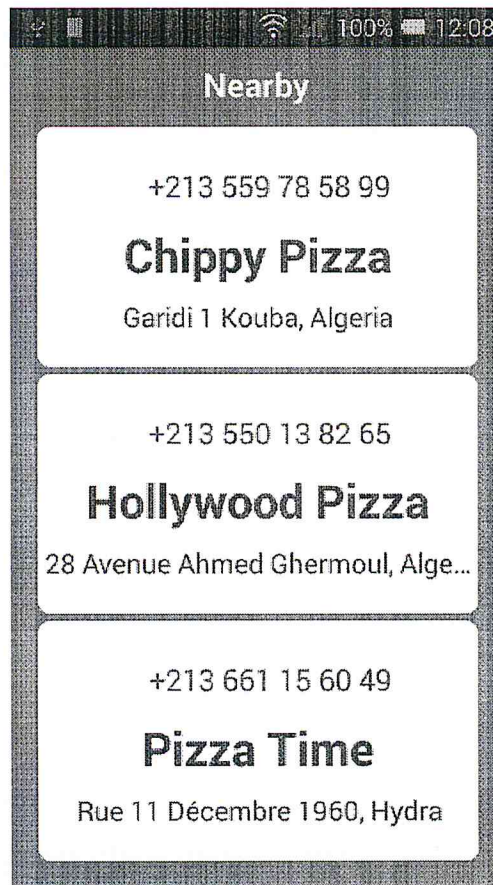 100% 12:08
Nearby
+213 559 78 58 99
Chippy Pizza
Garidi 1 Kouba, Algeria
+213 550 13 82 65
Hollywood Pizza
28 Avenue Ahmed Ghermoul, Alge...
+213 661 15 60 49
Pizza Time
Rue 11 Décembre 1960, Hydra